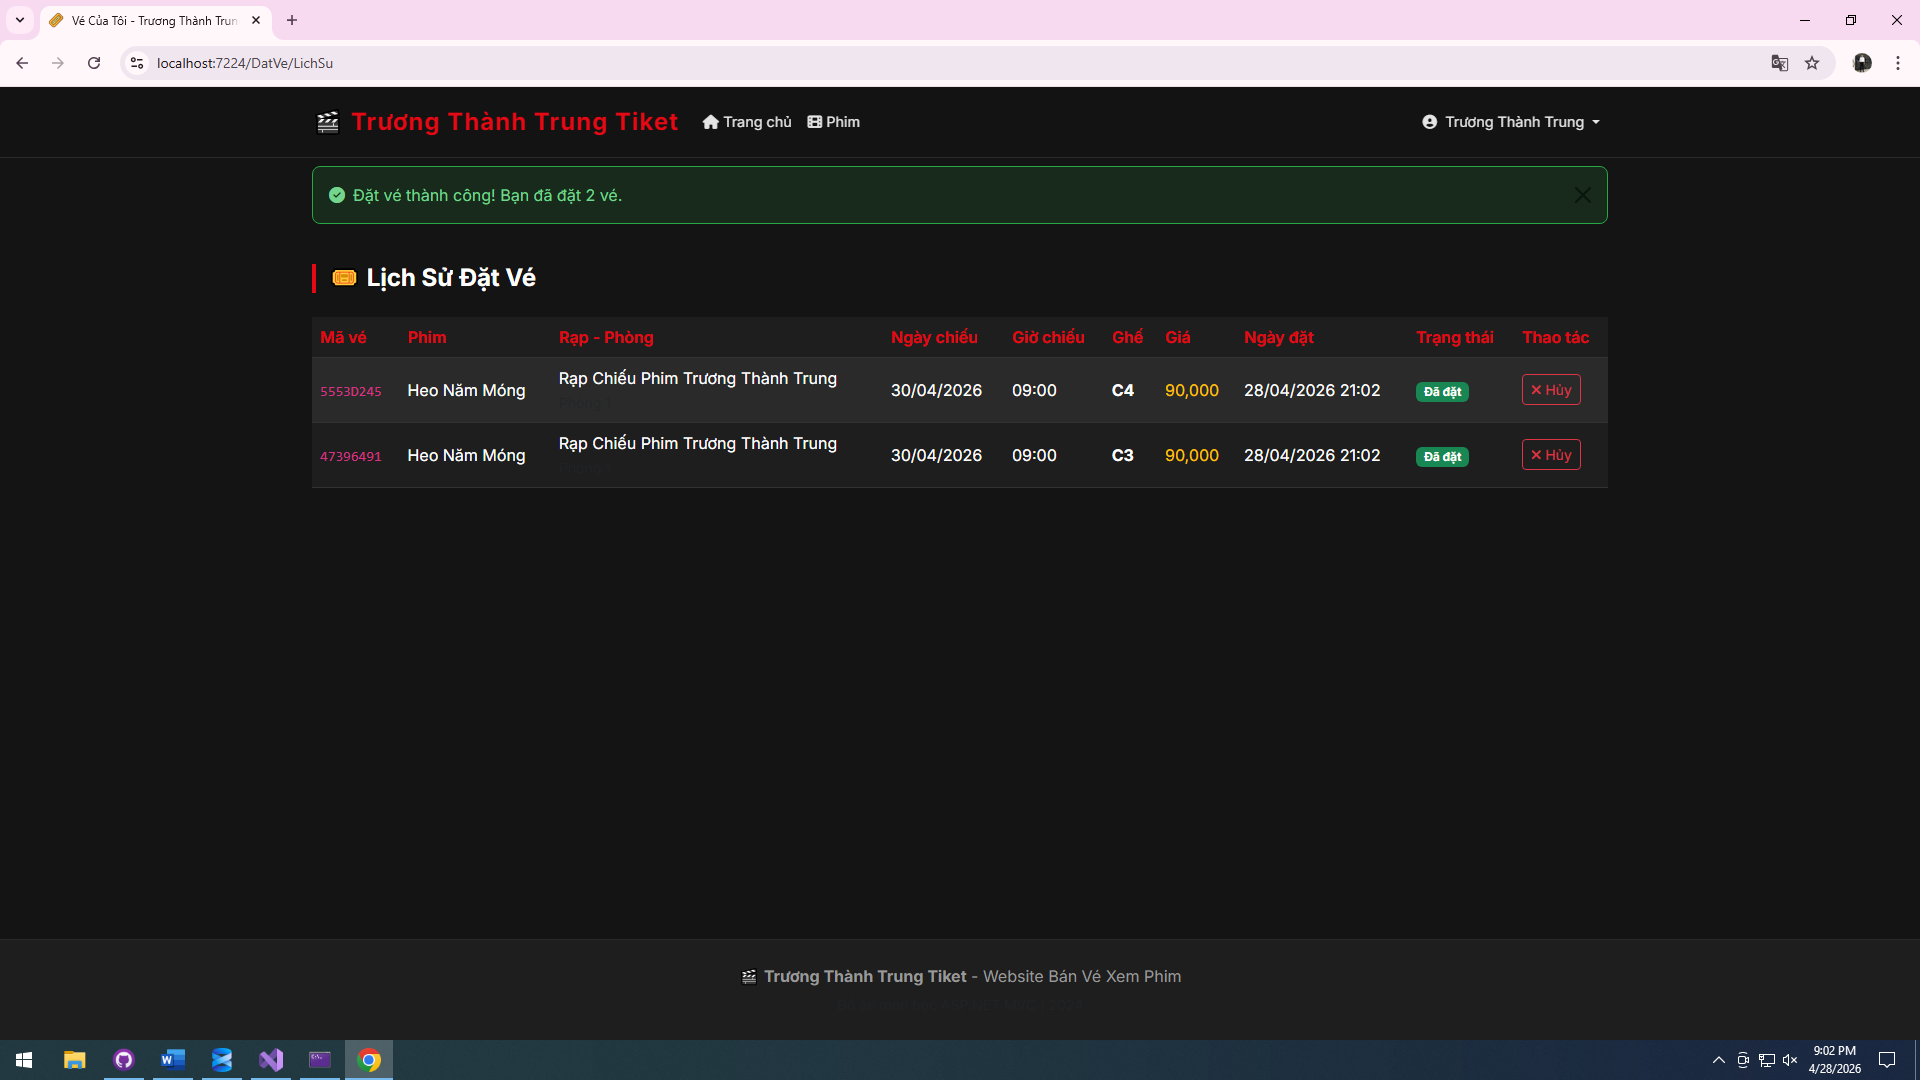 Vé Của Tôi - Trương Thành Trun
localhost:7224/DatVe/LichSu
Trương Thành Trung Tiket
Trang chủ
Phim
Trương Thành Trung
Đặt vé thành công! Bạn đã đặt 2 vé.
Lịch Sử Đặt Vé
Mã vé Phim Rạp - Phòng Ngày chiếu Giờ chiếu Ghế Giá Ngày đặt Trạng thái Thao tác
5553D245 Heo Năm Móng Rạp Chiếu Phim Trương Thành Trung 30/04/2026 09:00 C4 90,000 28/04/2026 21:02 Đã đặt Hủy
Phòng 1
47396491 Heo Năm Móng Rạp Chiếu Phim Trương Thành Trung 30/04/2026 09:00 C3 90,000 28/04/2026 21:02 Đã đặt Hủy
Phòng 1
Trương Thành Trung Tiket - Website Bán Vé Xem Phim
9:02 PM
4/28/2026